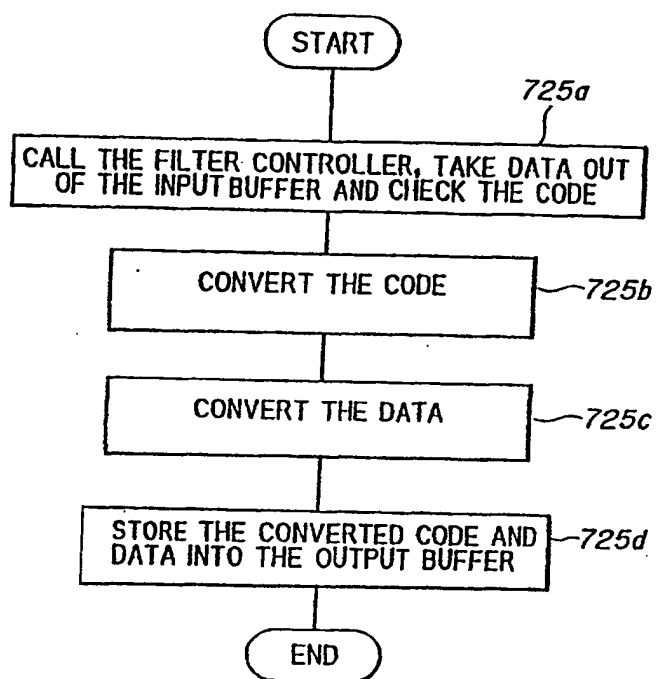 START
725a
CALL THE FILTER CONTROLLER, TAKE DATA OUT
OF THE INPUT BUFFER AND CHECK THE CODE
CONVERT THE CODE
725b
CONVERT THE DATA
725c
STORE THE CONVERTED CODE AND
DATA INTO THE OUTPUT BUFFER
725d
END